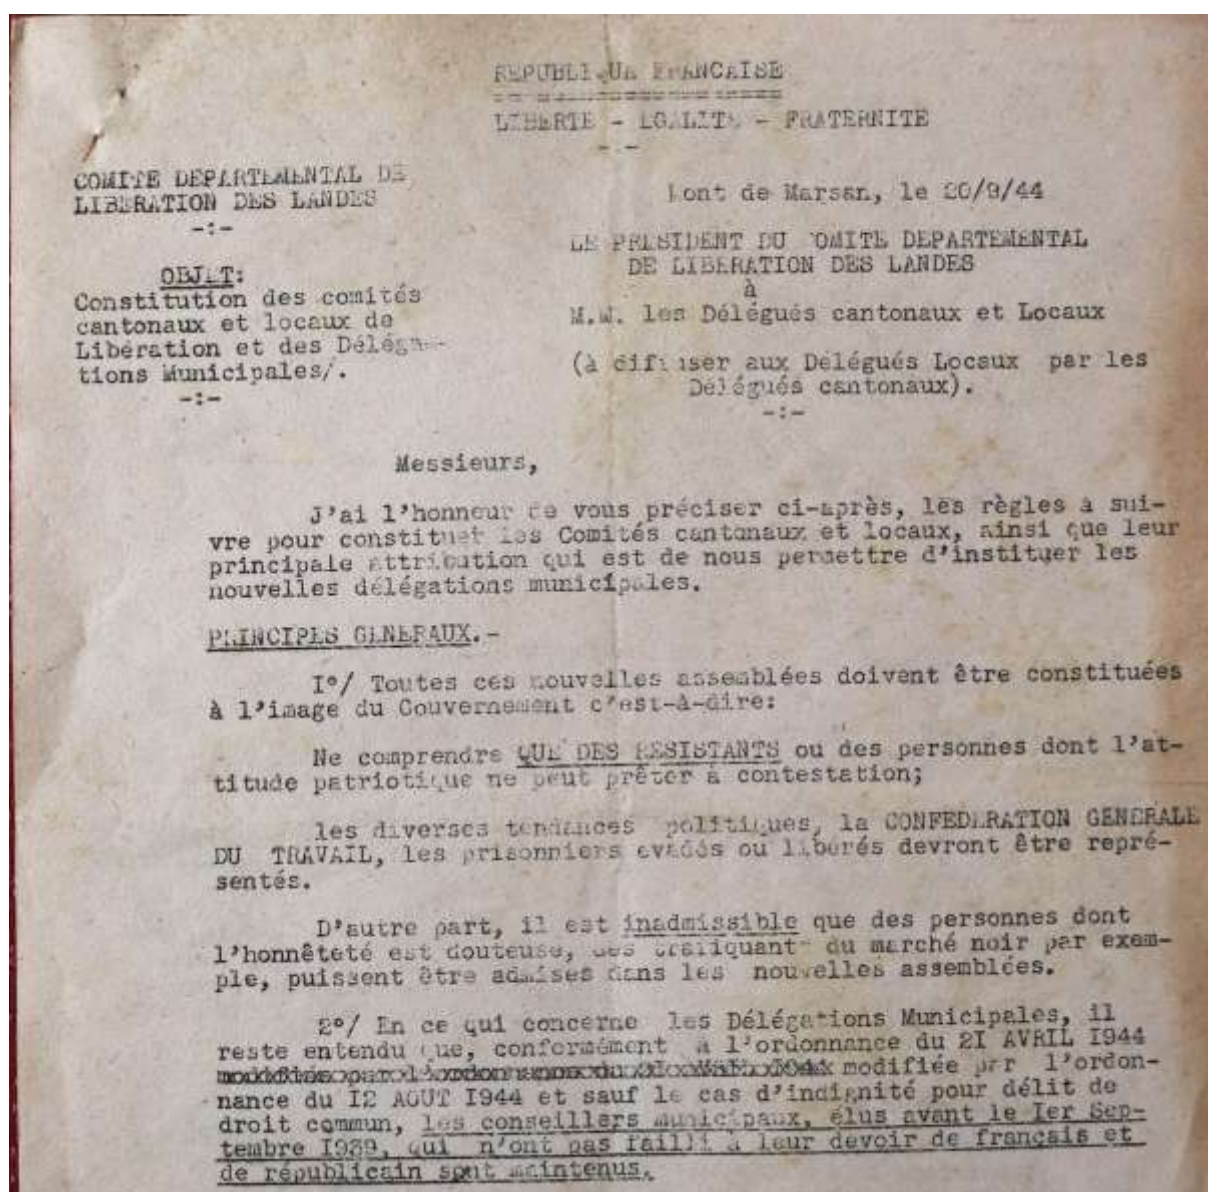 REPUBLIQUE FRANCAISE
LIBERTE - EGALITE - FRATERNITE
- -
COMITE DEPARTEMENTAL DE
LIBERATION DES LANDES
-:-
Mont de Marsan, le 20/9/44
LE PRESIDENT DU COMITE DEPARTEMENTAL
DE LIBERATION DES LANDES
à
M.M. les Délégués cantonaux et Locaux
(à diffuser aux Délégués Locaux par les
Délégués cantonaux).
-:-
OBJET:
Constitution des comités
cantonaux et locaux de
Libération et des Déléga-
tions Municipales/.
-:-
Messieurs,
J'ai l'honneur de vous préciser ci-après, les règles à sui-
vre pour constituer les Comités cantonaux et locaux, ainsi que leur
principale attribution qui est de nous permettre d'instituer les
nouvelles délégations municipales.
PRINCIPES GENERAUX.-
I°/ Toutes ces nouvelles assemblées doivent être constituées
à l'image du Gouvernement c'est-à-dire:
Ne comprendre QUE DES RESISTANTS ou des personnes dont l'at-
titude patriotique ne peut prêter à contestation;
les diverses tendances politiques, la CONFEDERATION GENERALE
DU TRAVAIL, les prisonniers évadés ou libérés devront être repré-
sentés.
D'autre part, il est inadmissible que des personnes dont
l'honnêteté est douteuse, des trafiquants du marché noir par exem-
ple, puissent être admises dans les nouvelles assemblées.
2°/ En ce qui concerne les Délégations Municipales, il
reste entendu que, conformément à l'ordonnance du 2I AVRIL I944
modifiée par l'ordon-
nance du I2 AOUT I944 et sauf le cas d'indignité pour délit de
droit commun, les conseillers municipaux, élus avant le Ier Sep-
tembre I939, qui n'ont pas failli à leur devoir de français et
de républicain sont maintenus.